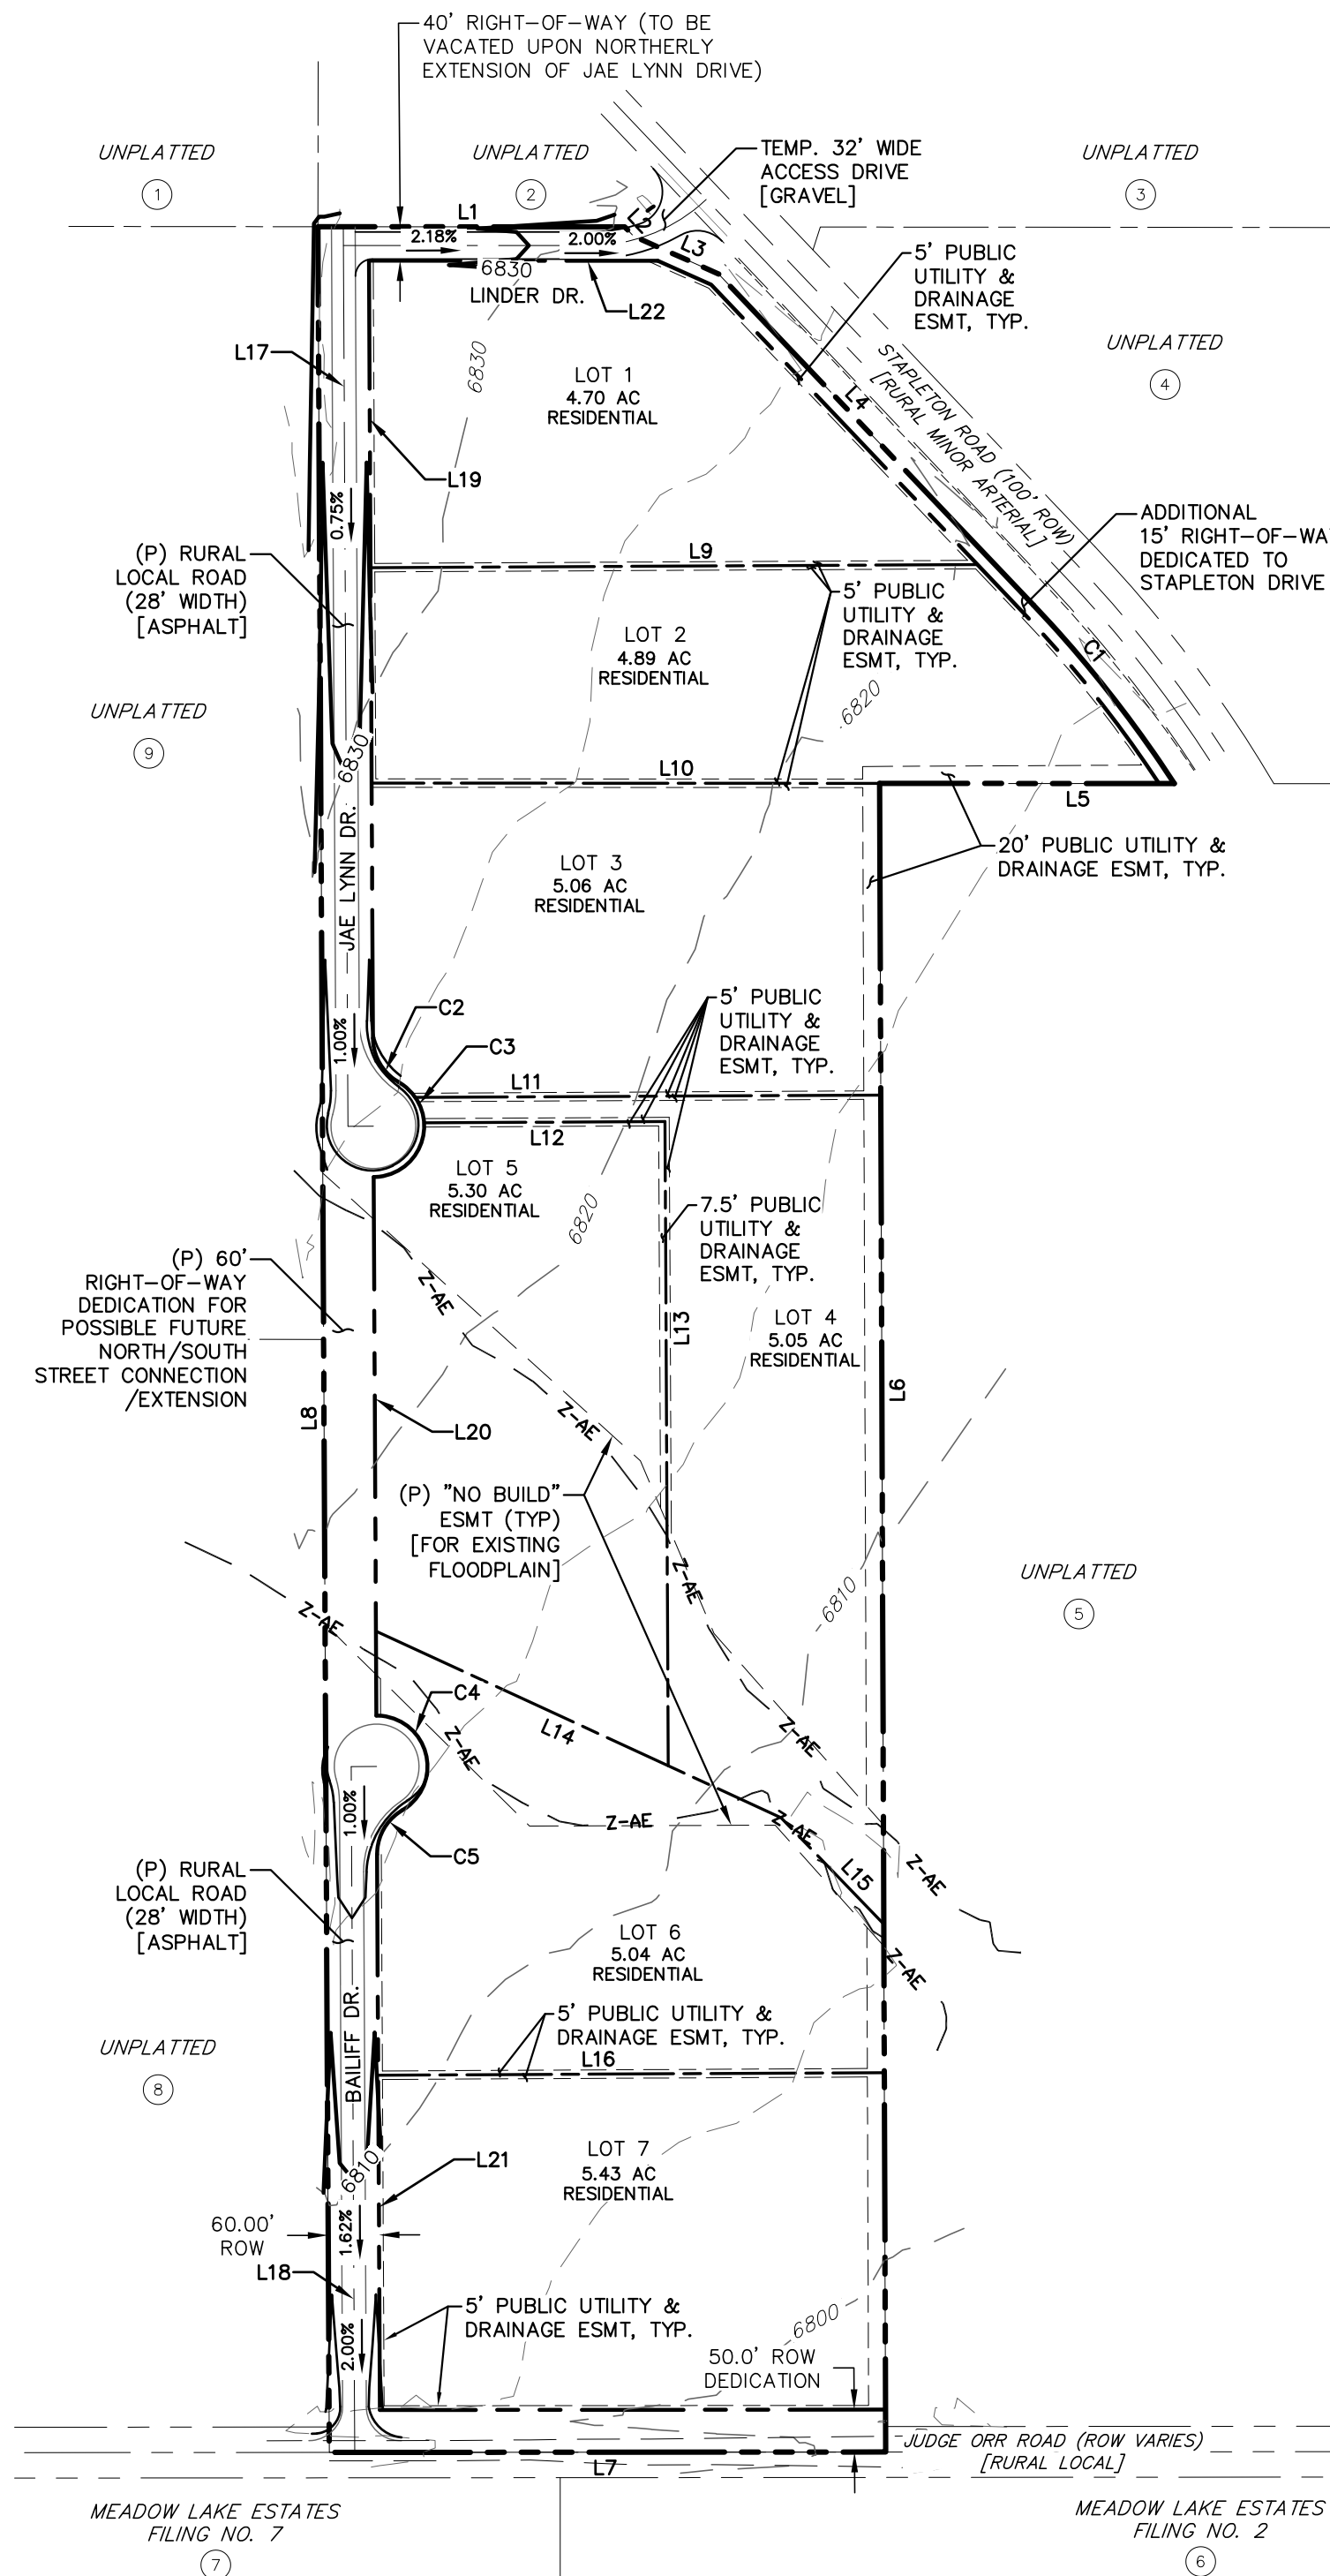 40' RIGHT-OF-WAY (TO BE
VACATED UPON NORTHERLY
EXTENSION OF JAE LYNN DRIVE)
UNPLATTED
1
UNPLATTED
2
TEMP. 32' WIDE
ACCESS DRIVE
[GRAVEL]
UNPLATTED
3
L1
L2
L3
2.18%
2.00%
6830
LINDER DR.
L22
5' PUBLIC
UTILITY &
DRAINAGE
ESMT, TYP.
UNPLATTED
4
L17
6830
LOT 1
4.70 AC
RESIDENTIAL
L4
STAPLETON ROAD (100' ROW)
[RURAL MINOR ARTERIAL]
L19
0.75%
ADDITIONAL
15' RIGHT-OF-WA
DEDICATED TO
STAPLETON DRIVE
(P) RURAL
LOCAL ROAD
(28' WIDTH)
[ASPHALT]
L9
5' PUBLIC
UTILITY &
DRAINAGE
ESMT, TYP.
LOT 2
4.89 AC
RESIDENTIAL
C1
6820
UNPLATTED
9
6830
L10
L5
JAE LYNN DR.
20' PUBLIC UTILITY &
DRAINAGE ESMT, TYP.
LOT 3
5.06 AC
RESIDENTIAL
5' PUBLIC
UTILITY &
DRAINAGE
ESMT, TYP.
C2
C3
1.00%
L11
L12
LOT 5
5.30 AC
RESIDENTIAL
6820
7.5' PUBLIC
UTILITY &
DRAINAGE
ESMT, TYP.
(P) 60'
RIGHT-OF-WAY
DEDICATION FOR
POSSIBLE FUTURE
NORTH/SOUTH
STREET CONNECTION
/EXTENSION
Z-AE
L13
LOT 4
5.05 AC
RESIDENTIAL
L6
L8
L20
Z-AE
(P) "NO BUILD"
ESMT (TYP)
[FOR EXISTING
FLOODPLAIN]
Z-AE
6810
UNPLATTED
5
Z-AE
C4
L14
Z-AE
Z-AE
1.00%
Z-AE
Z-AE
C5
L15
Z-AE
(P) RURAL
LOCAL ROAD
(28' WIDTH)
[ASPHALT]
LOT 6
5.04 AC
RESIDENTIAL
Z-AE
BAILIFF DR.
5' PUBLIC UTILITY &
DRAINAGE ESMT, TYP.
L16
UNPLATTED
8
LOT 7
5.43 AC
RESIDENTIAL
6810
L21
60.00'
ROW
1.62%
L18
5' PUBLIC UTILITY &
DRAINAGE ESMT, TYP.
6800
2.00%
50.0' ROW
DEDICATION
JUDGE ORR ROAD (ROW VARIES)
[RURAL LOCAL]
L7
MEADOW LAKE ESTATES
FILING NO. 7
7
MEADOW LAKE ESTATES
FILING NO. 2
6